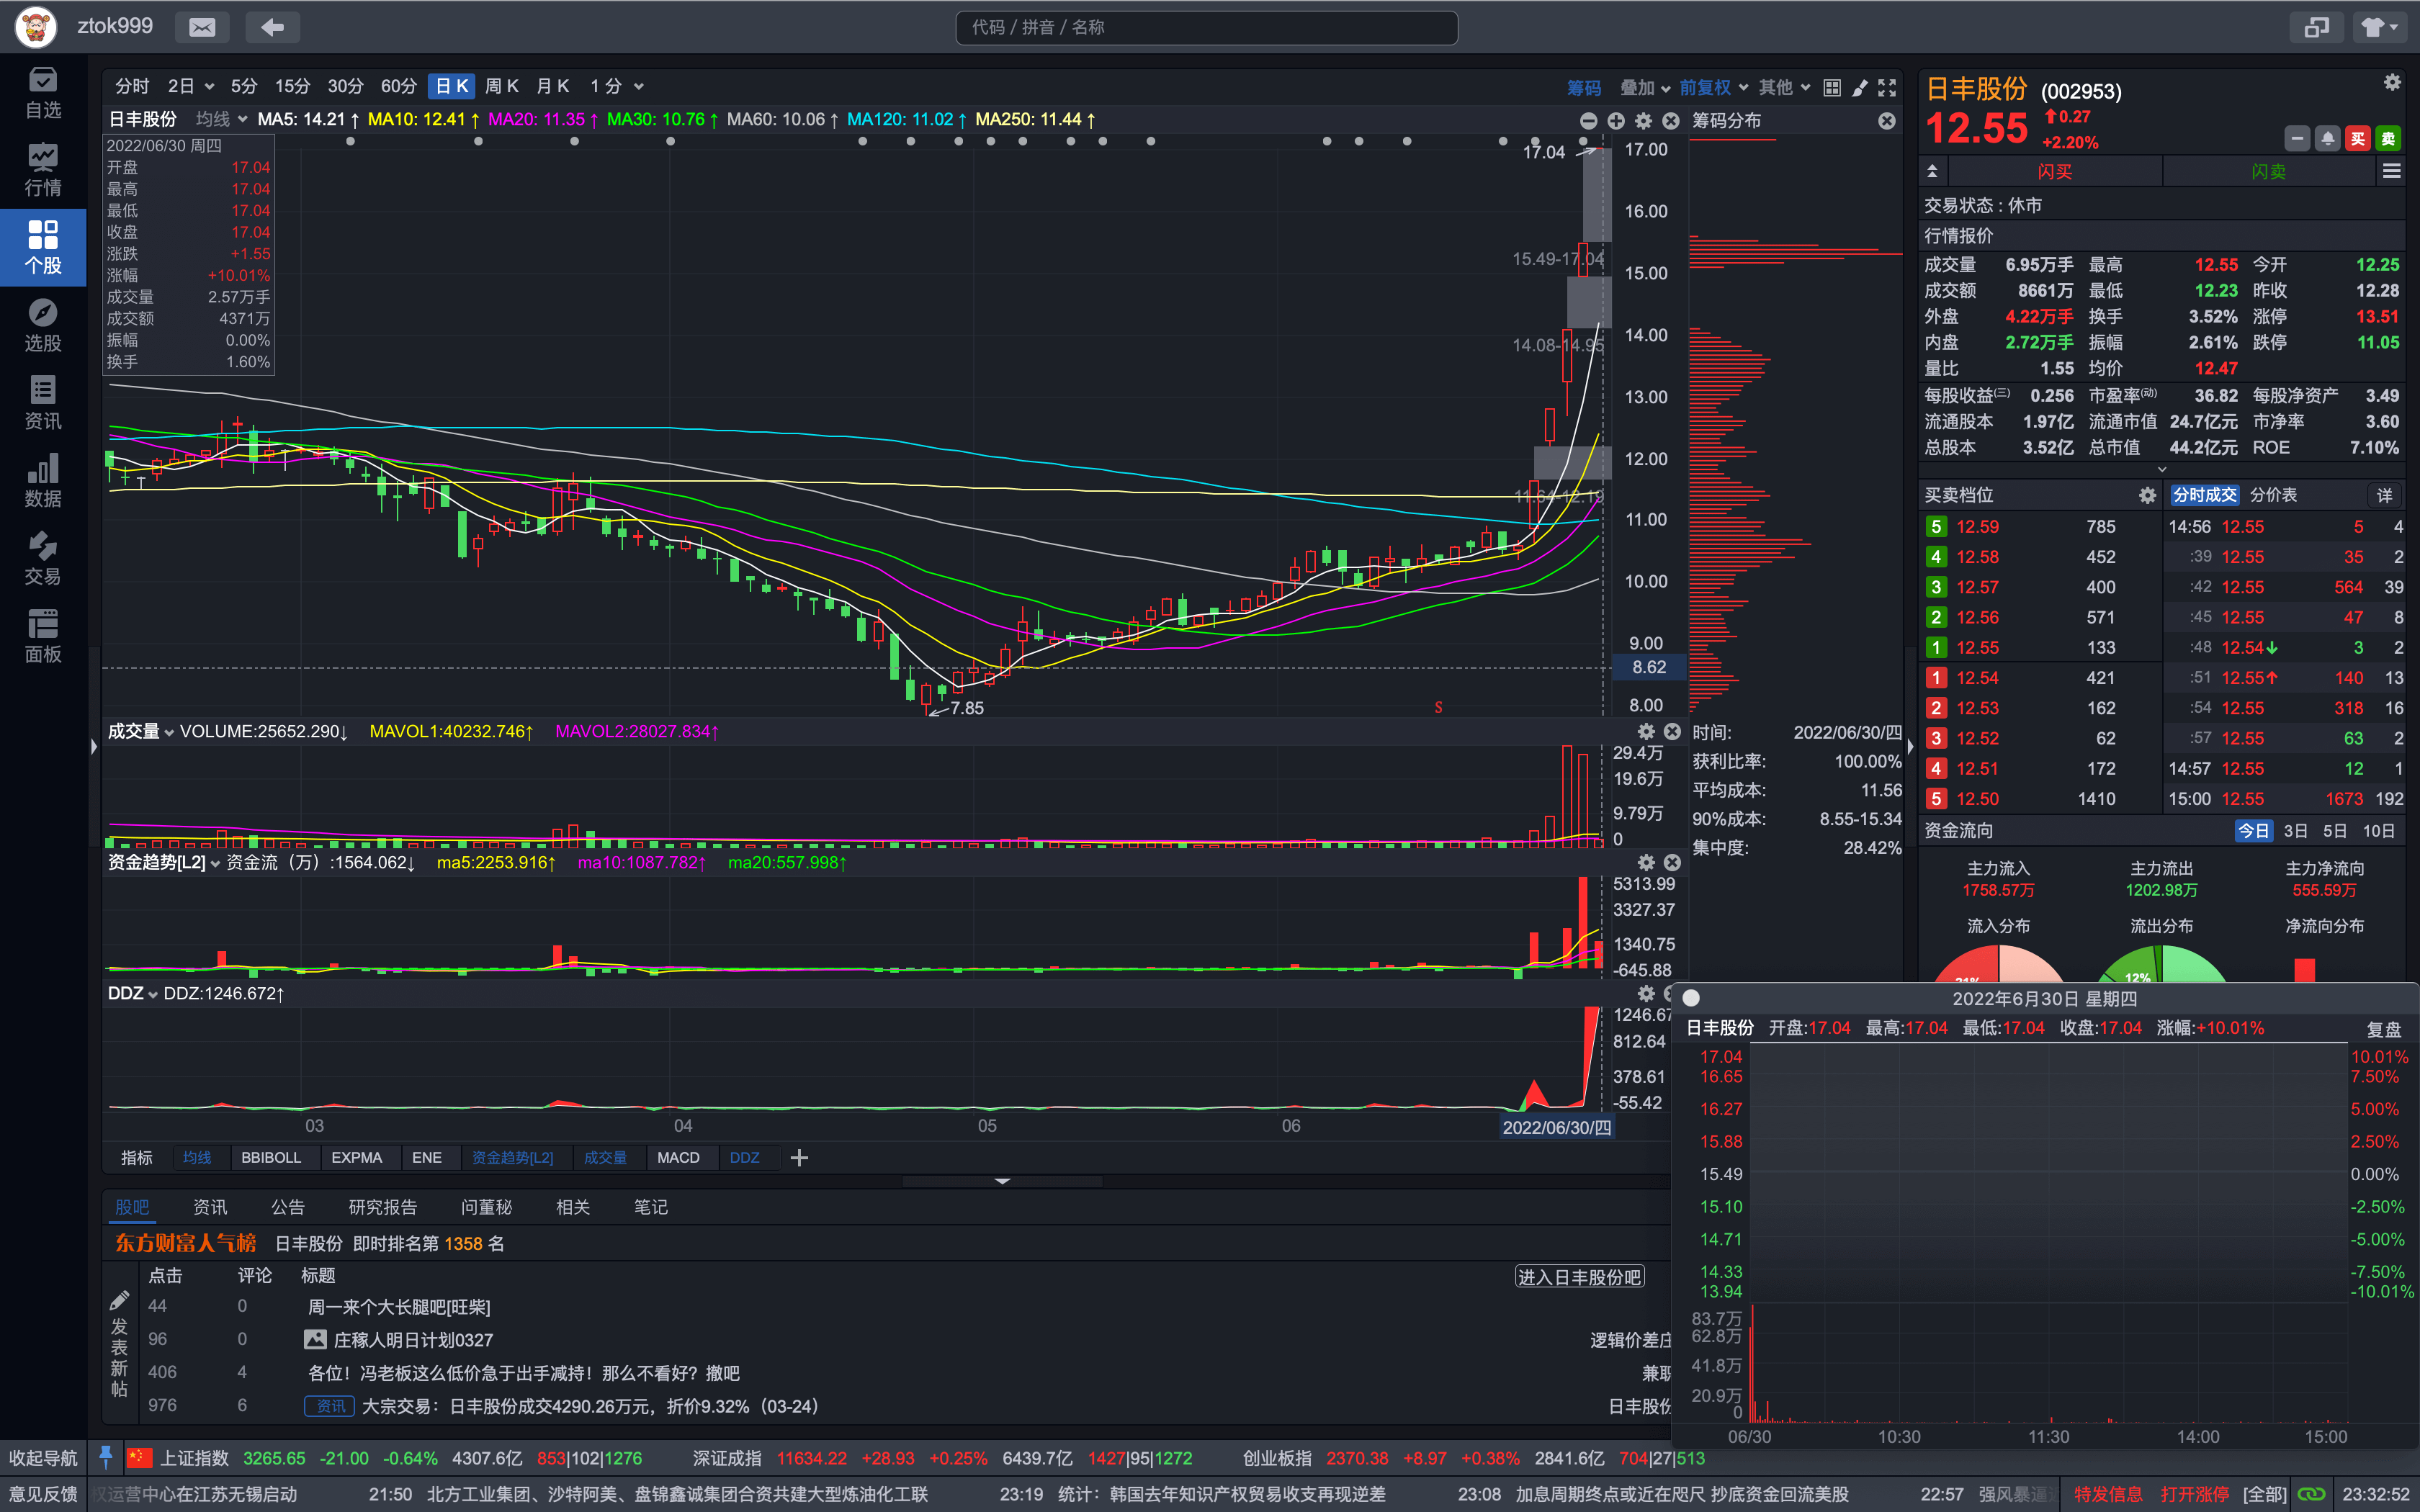 ztok999
代码 / 拼音 / 名称
自选
行情
个股
选股
资讯
数据
交易
面板
分时 2日 5分 15分 30分 60分 日K 周K 月K 1分
筹码 叠加 前复权 其他
日丰股份 均线 MA5: 14.21↑ MA10: 12.41↑ MA20: 11.35↑ MA30: 10.76↑ MA60: 10.06↑ MA120: 11.02↑ MA250: 11.44↑
2022/06/30 周四
开盘 17.04
最高 17.04
最低 17.04
收盘 17.04
涨跌 +1.55
涨幅 +10.01%
成交量 2.57万手
成交额 4371万
振幅 0.00%
换手 1.60%
17.04
15.49-17.04
14.08-14.95
11.64-12.19
7.85
S
17.00
16.00
15.00
14.00
13.00
12.00
11.00
10.00
9.00
8.62
8.00
筹码分布
时间: 2022/06/30/四
获利比率: 100.00%
平均成本: 11.56
90%成本: 8.55-15.34
集中度: 28.42%
成交量 VOLUME:25652.290↓ MAVOL1:40232.746↑ MAVOL2:28027.834↑
29.4万
19.6万
9.79万
0
资金趋势[L2] 资金流（万）:1564.062↓ ma5:2253.916↑ ma10:1087.782↑ ma20:557.998↑
5313.99
3327.37
1340.75
-645.88
DDZ DDZ:1246.672↑
1246.67
812.64
378.61
-55.42
03 04 05 06 2022/06/30/四
指标 均线 BBIBOLL EXPMA ENE 资金趋势[L2] 成交量 MACD DDZ
股吧 资讯 公告 研究报告 问董秘 相关 笔记
东方财富人气榜 日丰股份 即时排名第 1358 名
发表新帖
点击 评论 标题 进入日丰股份吧
44 0 周一来个大长腿吧[旺柴]
96 0 庄稼人明日计划0327 逻辑价差庄
406 4 各位！冯老板这么低价急于出手减持！那么不看好？撤吧 兼职
976 6 资讯 大宗交易：日丰股份成交4290.26万元，折价9.32%（03-24） 日丰股份
日丰股份 (002953)
12.55 0.27
+2.20%
买 卖
闪买 闪卖
交易状态 : 休市
行情报价
成交量 6.95万手 最高 12.55 今开 12.25
成交额 8661万 最低 12.23 昨收 12.28
外盘 4.22万手 换手 3.52% 涨停 13.51
内盘 2.72万手 振幅 2.61% 跌停 11.05
量比 1.55 均价 12.47
每股收益(三) 0.256 市盈率(动) 36.82 每股净资产 3.49
流通股本 1.97亿 流通市值 24.7亿元 市净率 3.60
总股本 3.52亿 总市值 44.2亿元 ROE 7.10%
买卖档位 分时成交 分价表 详
5 12.59 785 14:56 12.55 5 4
4 12.58 452 :39 12.55 35 2
3 12.57 400 :42 12.55 564 39
2 12.56 571 :45 12.55 47 8
1 12.55 133 :48 12.54↓ 3 2
1 12.54 421 :51 12.55↑ 140 13
2 12.53 162 :54 12.55 318 16
3 12.52 62 :57 12.55 63 2
4 12.51 172 14:57 12.55 12 1
5 12.50 1410 15:00 12.55 1673 192
资金流向 今日 3日 5日 10日
主力流入 主力流出 主力净流向
1758.57万 1202.98万 555.59万
流入分布 流出分布 净流向分布
21% 12%
2022年6月30日 星期四
日丰股份 开盘:17.04 最高:17.04 最低:17.04 收盘:17.04 涨幅:+10.01% 复盘
17.04 10.01%
16.65 7.50%
16.27 5.00%
15.88 2.50%
15.49 0.00%
15.10 -2.50%
14.71 -5.00%
14.33 -7.50%
13.94 -10.01%
83.7万
62.8万
41.8万
20.9万
0
06/30 10:30 11:30 14:00 15:00
收起导航 上证指数 3265.65 -21.00 -0.64% 4307.6亿 853|102|1276 深证成指 11634.22 +28.93 +0.25% 6439.7亿 1427|95|1272 创业板指 2370.38 +8.97 +0.38% 2841.6亿 704|27|513
意见反馈 权运营中心在江苏无锡启动 21:50 北方工业集团、沙特阿美、盘锦鑫诚集团合资共建大型炼油化工联 23:19 统计：韩国去年知识产权贸易收支再现逆差 23:08 加息周期终点或近在咫尺 抄底资金回流美股 22:57 强风暴逼近 特发信息 打开涨停 [全部] 23:32:52